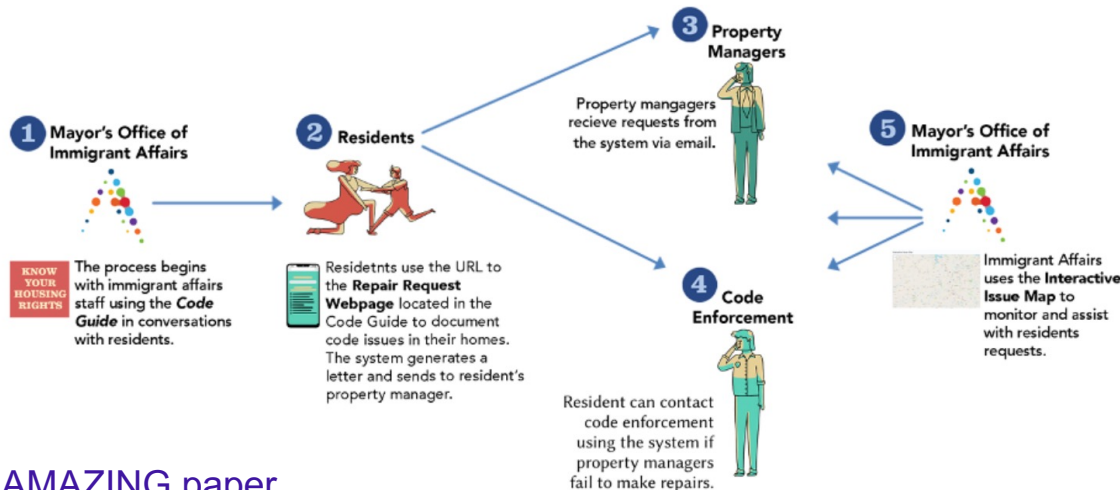 1
Mayor's Office of
Immigrant Affairs
KNOW
YOUR
HOUSING
RIGHTS
The process begins
with immigrant affairs
staff using the Code
Guide in conversations
with residents.
2
Residents
Residetnts use the URL to
the Repair Request
Webpage located in the
Code Guide to document
code issues in their homes.
The system generates a
letter and sends to resident's
property manager.
3
Property
Managers
Property mangagers
recieve requests from
the system via email.
4
Code
Enforcement
Resident can contact
code enforcement
using the system if
property managers
fail to make repairs.
5
Mayor's Office of
Immigrant Affairs
Immigrant Affairs
uses the Interactive
Issue Map to
monitor and assist
with residents
requests.
AMAZING paper